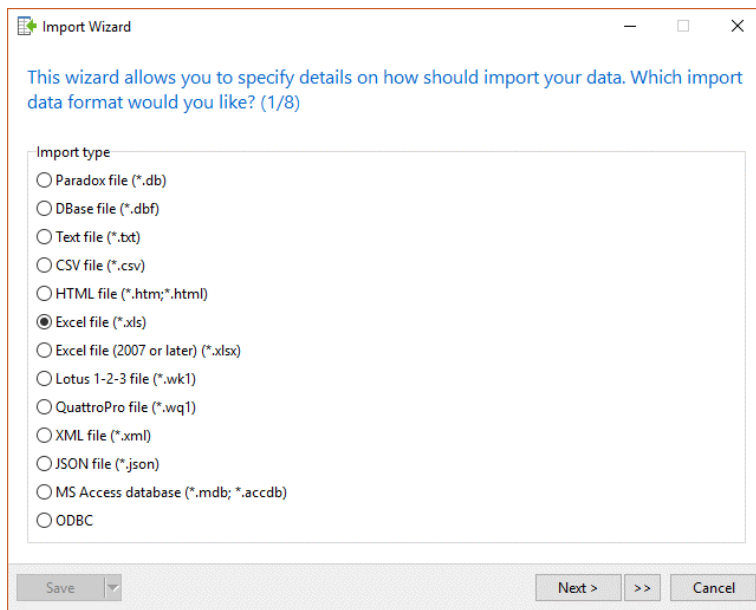 Import Wizard
This wizard allows you to specify details on how should import your data. Which import
data format would you like? (1/8)
Import type
Paradox file (*.db)
DBase file (*.dbf)
Text file (*.txt)
CSV file (*.csv)
HTML file (*.htm;*.html)
Excel file (*.xls)
Excel file (2007 or later) (*.xlsx)
Lotus 1-2-3 file (*.wk1)
QuattroPro file (*.wq1)
XML file (*.xml)
JSON file (*.json)
MS Access database (*.mdb; *.accdb)
ODBC
Save Next > >> Cancel